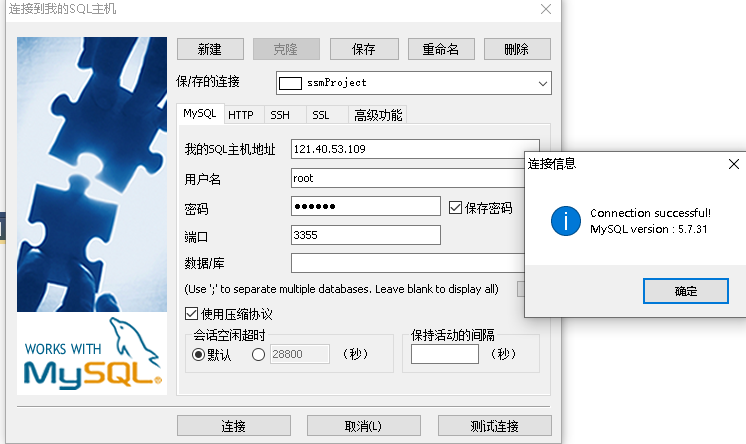 连接到我的SQL主机
新建 克隆 保存 重命名 删除
保/存的连接 ssmProject
MySQL HTTP SSH SSL 高级功能
我的SQL主机地址 121.40.53.109
用户名 root
密码 ●●●●●● 保存密码
端口 3355
数据/库
(Use ';' to separate multiple databases. Leave blank to display all)
使用压缩协议
会话空闲超时 保持活动的间隔
默认 28800 (秒) (秒)
WORKS WITH
MySQL®
连接 取消(L) 测试连接
连接信息
Connection successful!
MySQL version : 5.7.31
确定